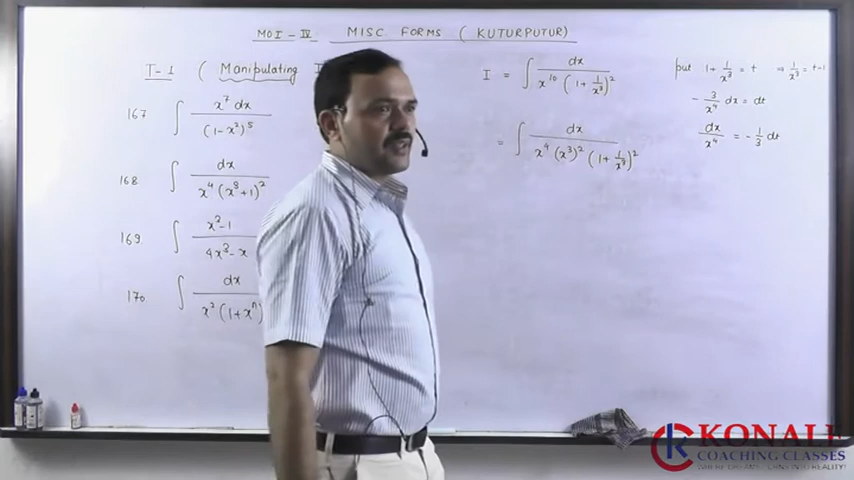 MOI - IV MISC FORMS ( KUTURPUTUR )
T-1 ( Manipulating
167 ∫ x⁷ dx / (1-x²)⁵
168 ∫ dx / x⁴(x³+1)²
169 ∫ x²-1 / 4x³-x
170 ∫ dx / x²(1+xⁿ)
I = ∫ dx / x¹⁰ (1+1/x³)²
= ∫ dx / x⁴ (x³)² (1+1/x³)²
put 1+1/x³ = t ⇒ 1/x³ = t-1
-3/x⁴ dx = dt
dx/x⁴ = -1/3 dt
KONALE
COACHING CLASSES